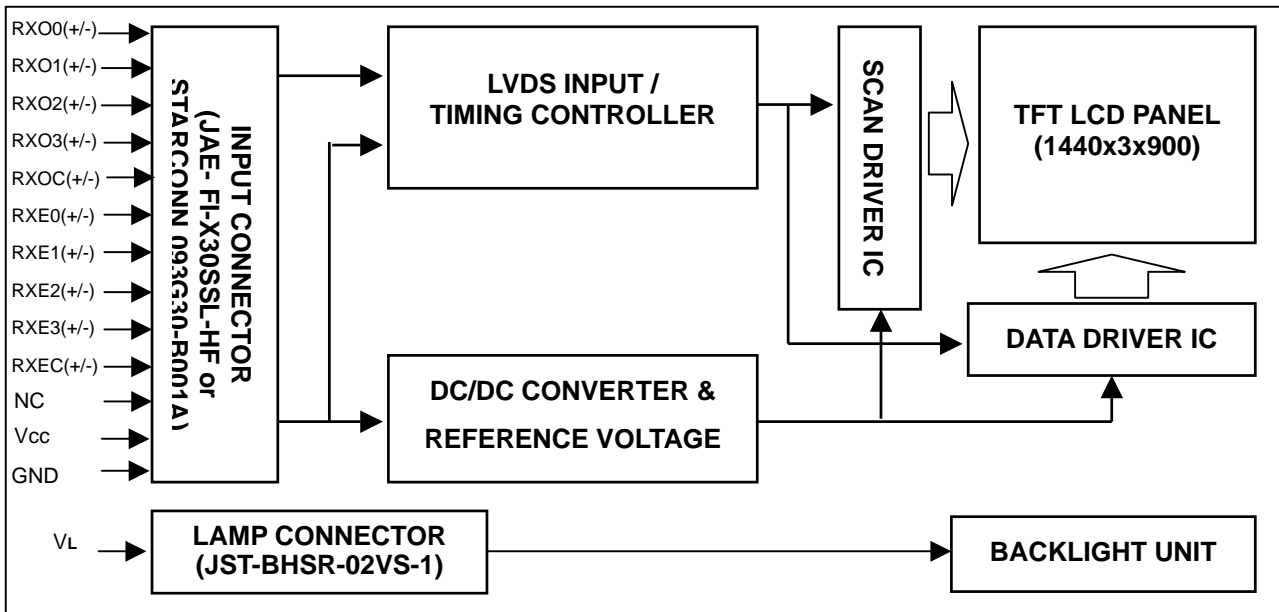 RXO0(+/-)
RXO1(+/-)
RXO2(+/-)
RXO3(+/-)
RXOC(+/-)
RXE0(+/-)
RXE1(+/-)
RXE2(+/-)
RXE3(+/-)
RXEC(+/-)
NC
Vcc
GND
VL
INPUT CONNECTOR
(JAE- FI-X30SSL-HF or
STARCONN 093G30-B001A)
LVDS INPUT /
TIMING CONTROLLER
DC/DC CONVERTER &
REFERENCE VOLTAGE
SCAN DRIVER IC
TFT LCD PANEL
(1440x3x900)
DATA DRIVER IC
LAMP CONNECTOR
(JST-BHSR-02VS-1)
BACKLIGHT UNIT